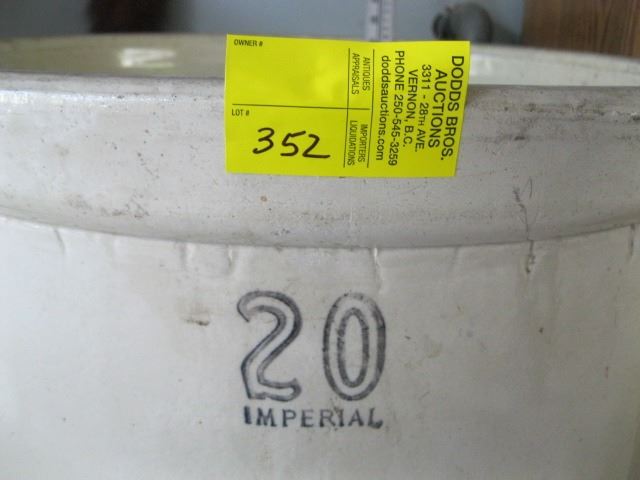 OWNER #
LOT #
352
ANTIQUES
APPRAISALS
IMPORTERS
LIQUIDATIONS
DODDS BROS.
AUCTIONS
3311 - 28TH AVE.
VERNON, B.C.
PHONE 250-545-3259
doddsauctions.com
20
IMPERIAL